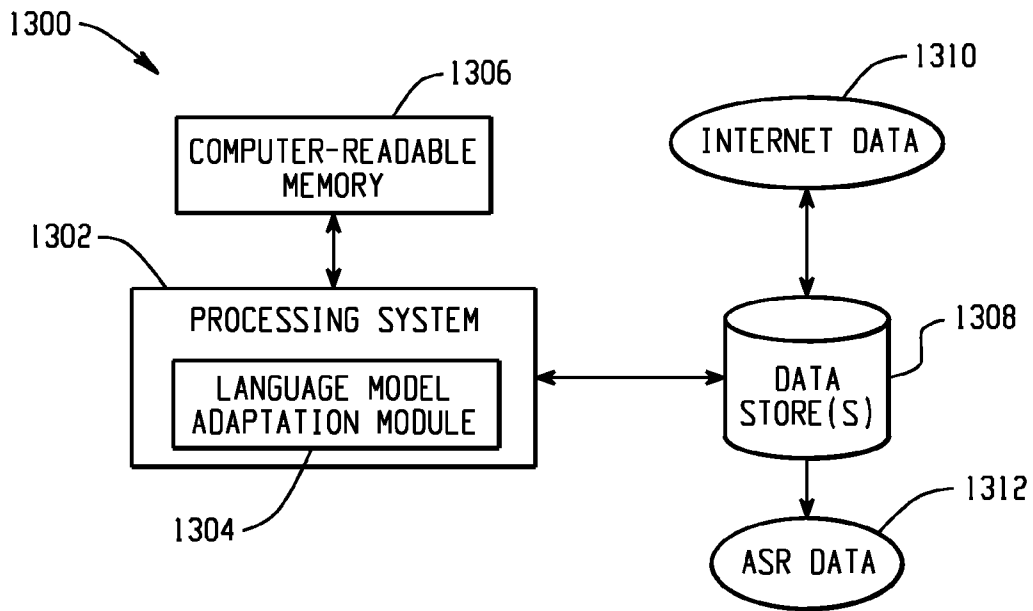 1300
1306
1310
COMPUTER-READABLE
MEMORY
INTERNET DATA
1302
PROCESSING SYSTEM
1308
LANGUAGE MODEL
ADAPTATION MODULE
DATA
STORE(S)
1304
1312
ASR DATA